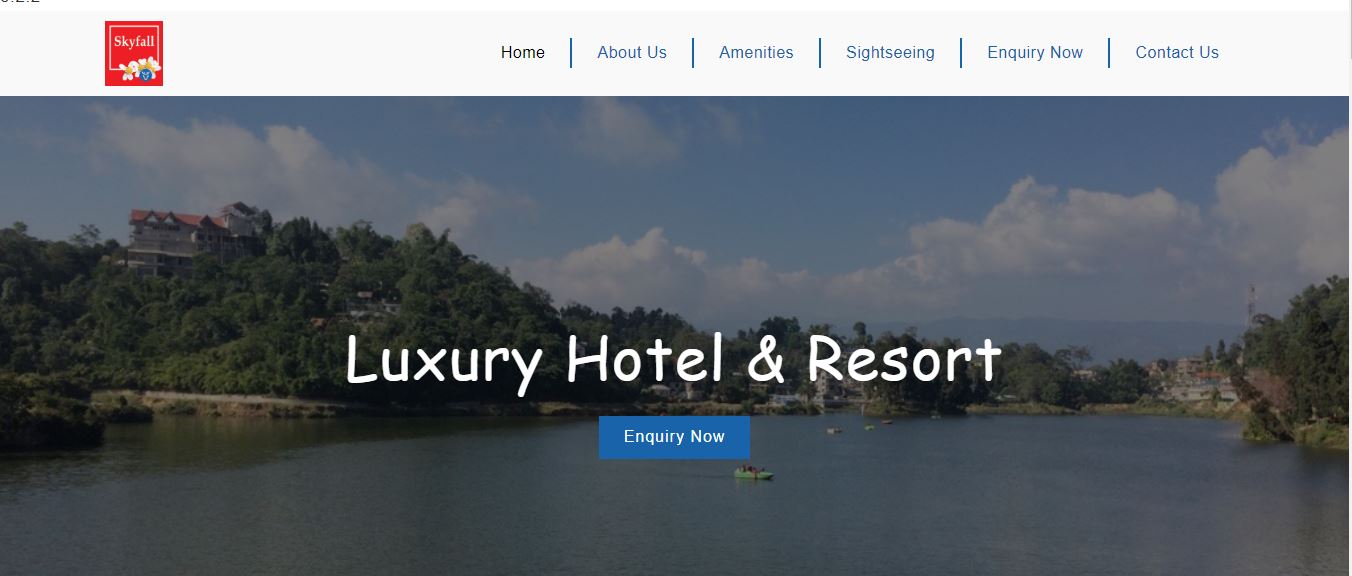 Skyfall
Home
About Us
Amenities
Sightseeing
Enquiry Now
Contact Us
Luxury Hotel & Resort
Enquiry Now